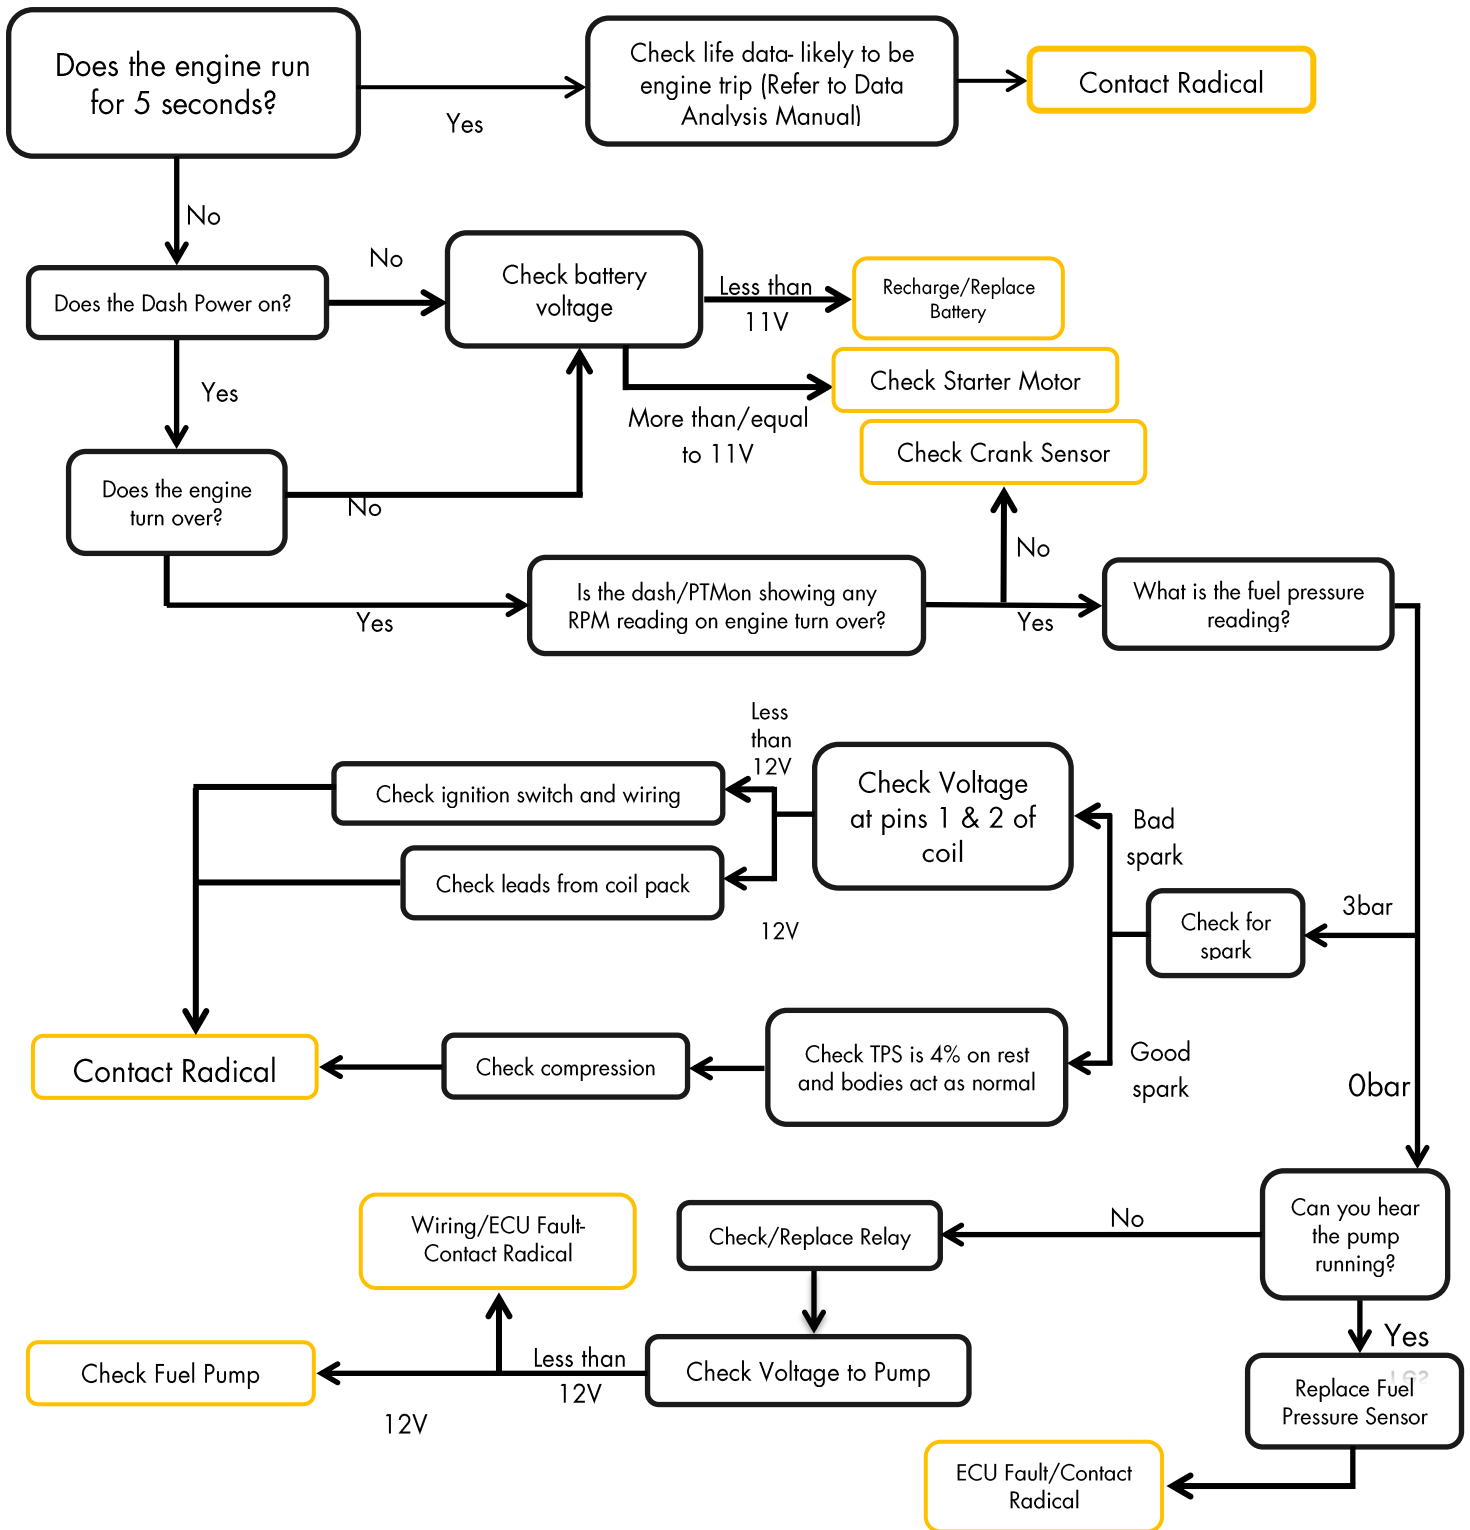 Does the engine run
for 5 seconds?
Yes
Check life data- likely to be
engine trip (Refer to Data
Analysis Manual)
Contact Radical
No
Does the Dash Power on?
No
Check battery
voltage
Less than
11V
Recharge/Replace
Battery
Check Starter Motor
More than/equal
to 11V
Check Crank Sensor
Yes
Does the engine
turn over?
No
No
Yes
Is the dash/PTMon showing any
RPM reading on engine turn over?
Yes
What is the fuel pressure
reading?
Less
than
12V
Check ignition switch and wiring
Check Voltage
at pins 1 & 2 of
coil
Bad
spark
Check leads from coil pack
12V
Check for
spark
3bar
Contact Radical
Check compression
Check TPS is 4% on rest
and bodies act as normal
Good
spark
0bar
Wiring/ECU Fault-
Contact Radical
Check/Replace Relay
No
Can you hear
the pump
running?
Yes
Check Fuel Pump
12V
Less than
12V
Check Voltage to Pump
Replace Fuel
Pressure Sensor
ECU Fault/Contact
Radical